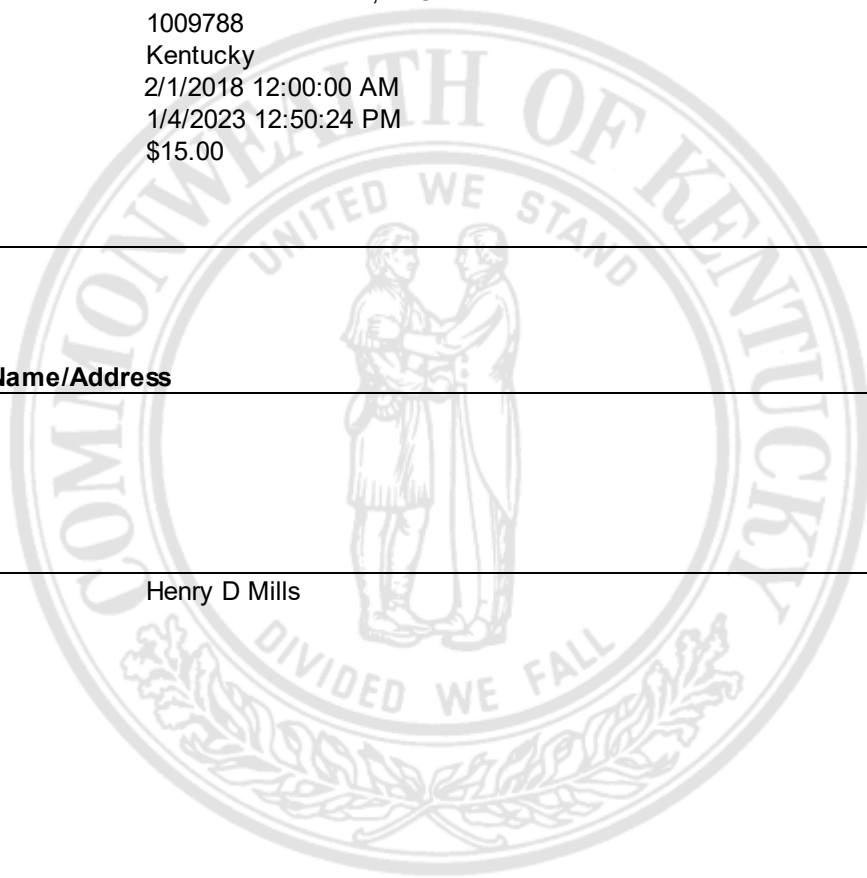 1009788
Kentucky
2/1/2018 12:00:00 AM
1/4/2023 12:50:24 PM
$15.00
COMMONWEALTH OF KENTUCKY
UNITED WE STAND
Name/Address
Henry D Mills
DIVIDED WE FALL